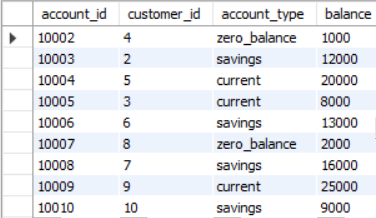 account_id customer_id account_type balance
10002 4 zero_balance 1000
10003 2 savings 12000
10004 5 current 20000
10005 3 current 8000
10006 6 savings 13000
10007 8 zero_balance 2000
10008 7 savings 16000
10009 9 current 25000
10010 10 savings 9000